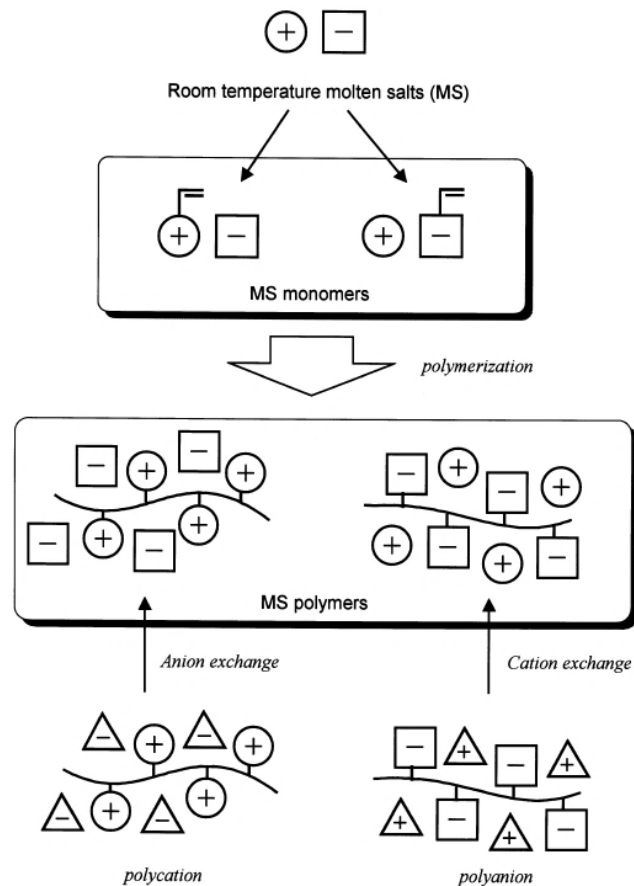 Room temperature molten salts (MS)
MS monomers
polymerization
MS polymers
Anion exchange
Cation exchange
polycation
polyanion